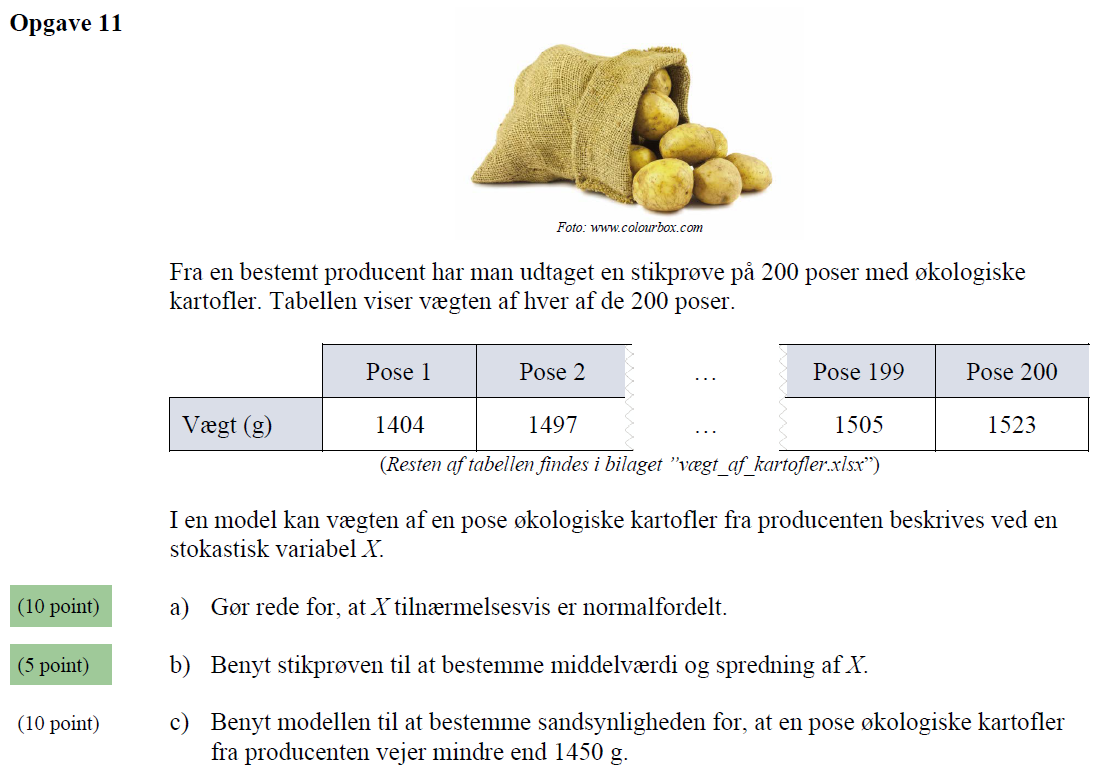 Opgave 11
Foto: www.colourbox.com
Fra en bestemt producent har man udtaget en stikprøve på 200 poser med økologiske
kartofler. Tabellen viser vægten af hver af de 200 poser.
Pose 1 Pose 2 … Pose 199 Pose 200
Vægt (g) 1404 1497 … 1505 1523
(Resten af tabellen findes i bilaget ”vægt_af_kartofler.xlsx”)
I en model kan vægten af en pose økologiske kartofler fra producenten beskrives ved en
stokastisk variabel X.
(10 point) a) Gør rede for, at X tilnærmelsesvis er normalfordelt.
(5 point) b) Benyt stikprøven til at bestemme middelværdi og spredning af X.
(10 point) c) Benyt modellen til at bestemme sandsynligheden for, at en pose økologiske kartofler
fra producenten vejer mindre end 1450 g.